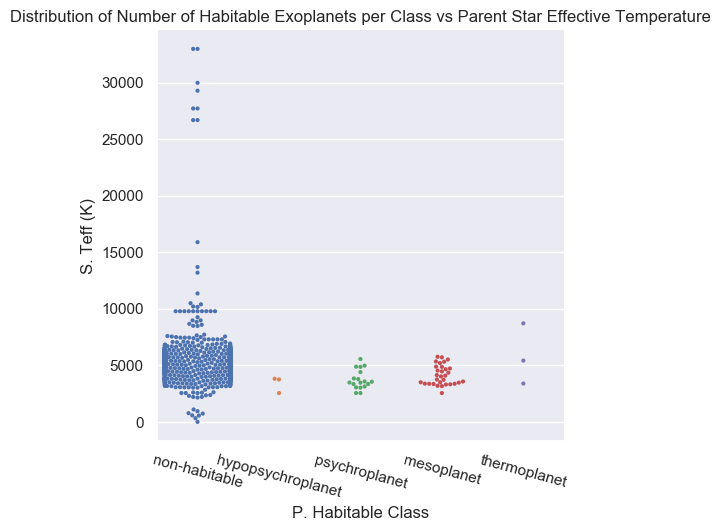 Distribution of Number of Habitable Exoplanets per Class vs Parent Star Effective Temperature
30000
25000
20000
15000
10000
5000
0
S. Teff (K)
non-habitable
hypopsychroplanet
psychroplanet
mesoplanet
thermoplanet
P. Habitable Class